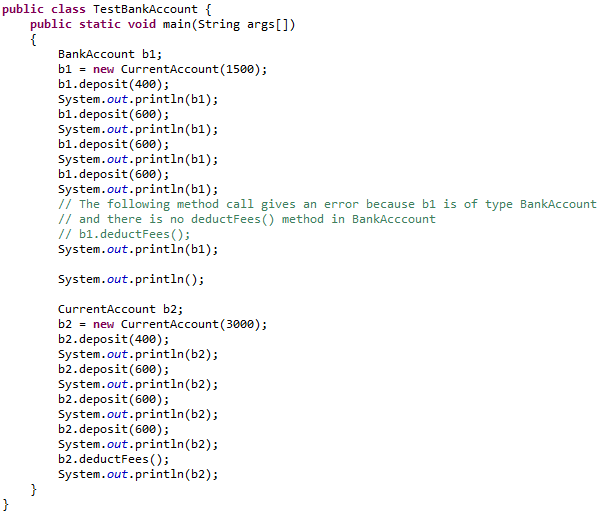 public class TestBankAccount {
public static void main(String args[])
{
BankAccount b1;
b1 = new CurrentAccount(1500);
b1.deposit(400);
System.out.println(b1);
b1.deposit(600);
System.out.println(b1);
b1.deposit(600);
System.out.println(b1);
b1.deposit(600);
System.out.println(b1);
// The following method call gives an error because b1 is of type BankAccount
// and there is no deductFees() method in BankAcccount
// b1.deductFees();
System.out.println(b1);
System.out.println();
CurrentAccount b2;
b2 = new CurrentAccount(3000);
b2.deposit(400);
System.out.println(b2);
b2.deposit(600);
System.out.println(b2);
b2.deposit(600);
System.out.println(b2);
b2.deposit(600);
System.out.println(b2);
b2.deductFees();
System.out.println(b2);
}
}